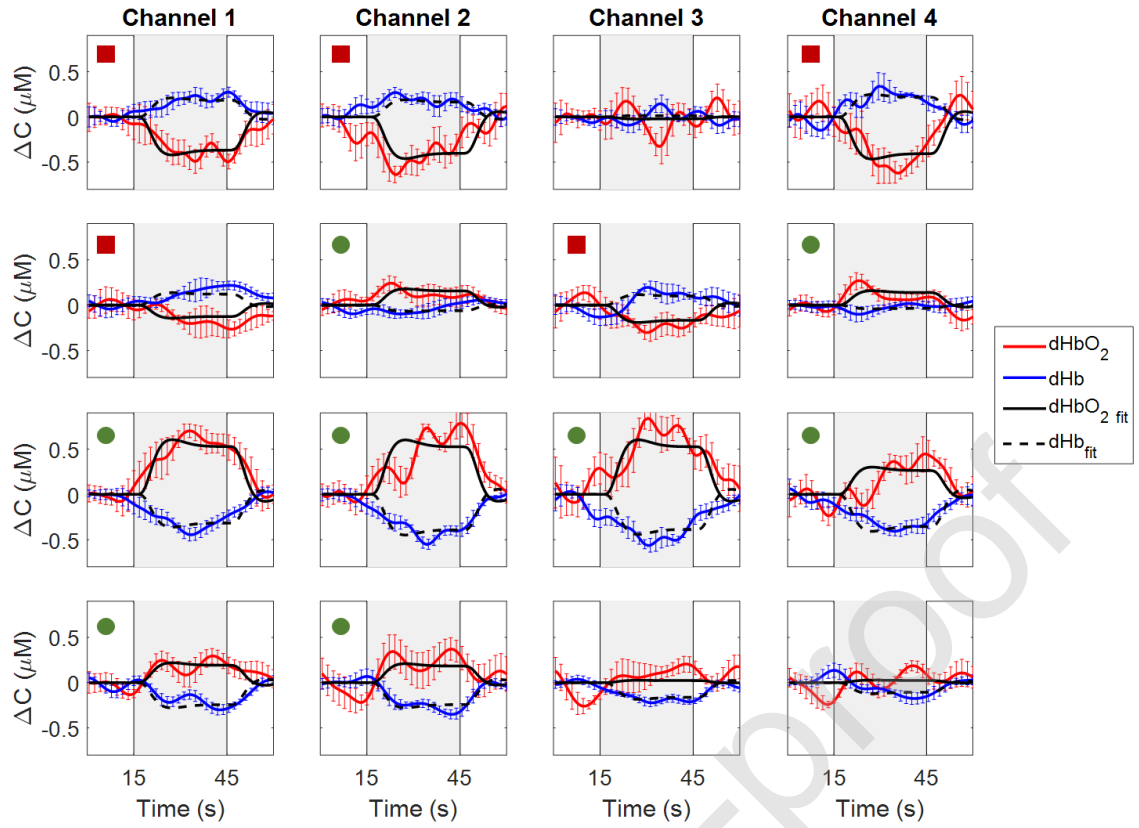 Channel 1 Channel 2 Channel 3 Channel 4
ΔC (μM)
0.5
0
-0.5
ΔC (μM)
0.5
0
-0.5
dHbO2
dHb
dHbO2 fit
dHbfit
ΔC (μM)
0.5
0
-0.5
ΔC (μM)
0.5
0
-0.5
15 45 15 45 15 45 15 45
Time (s) Time (s) Time (s) Time (s)
-proof